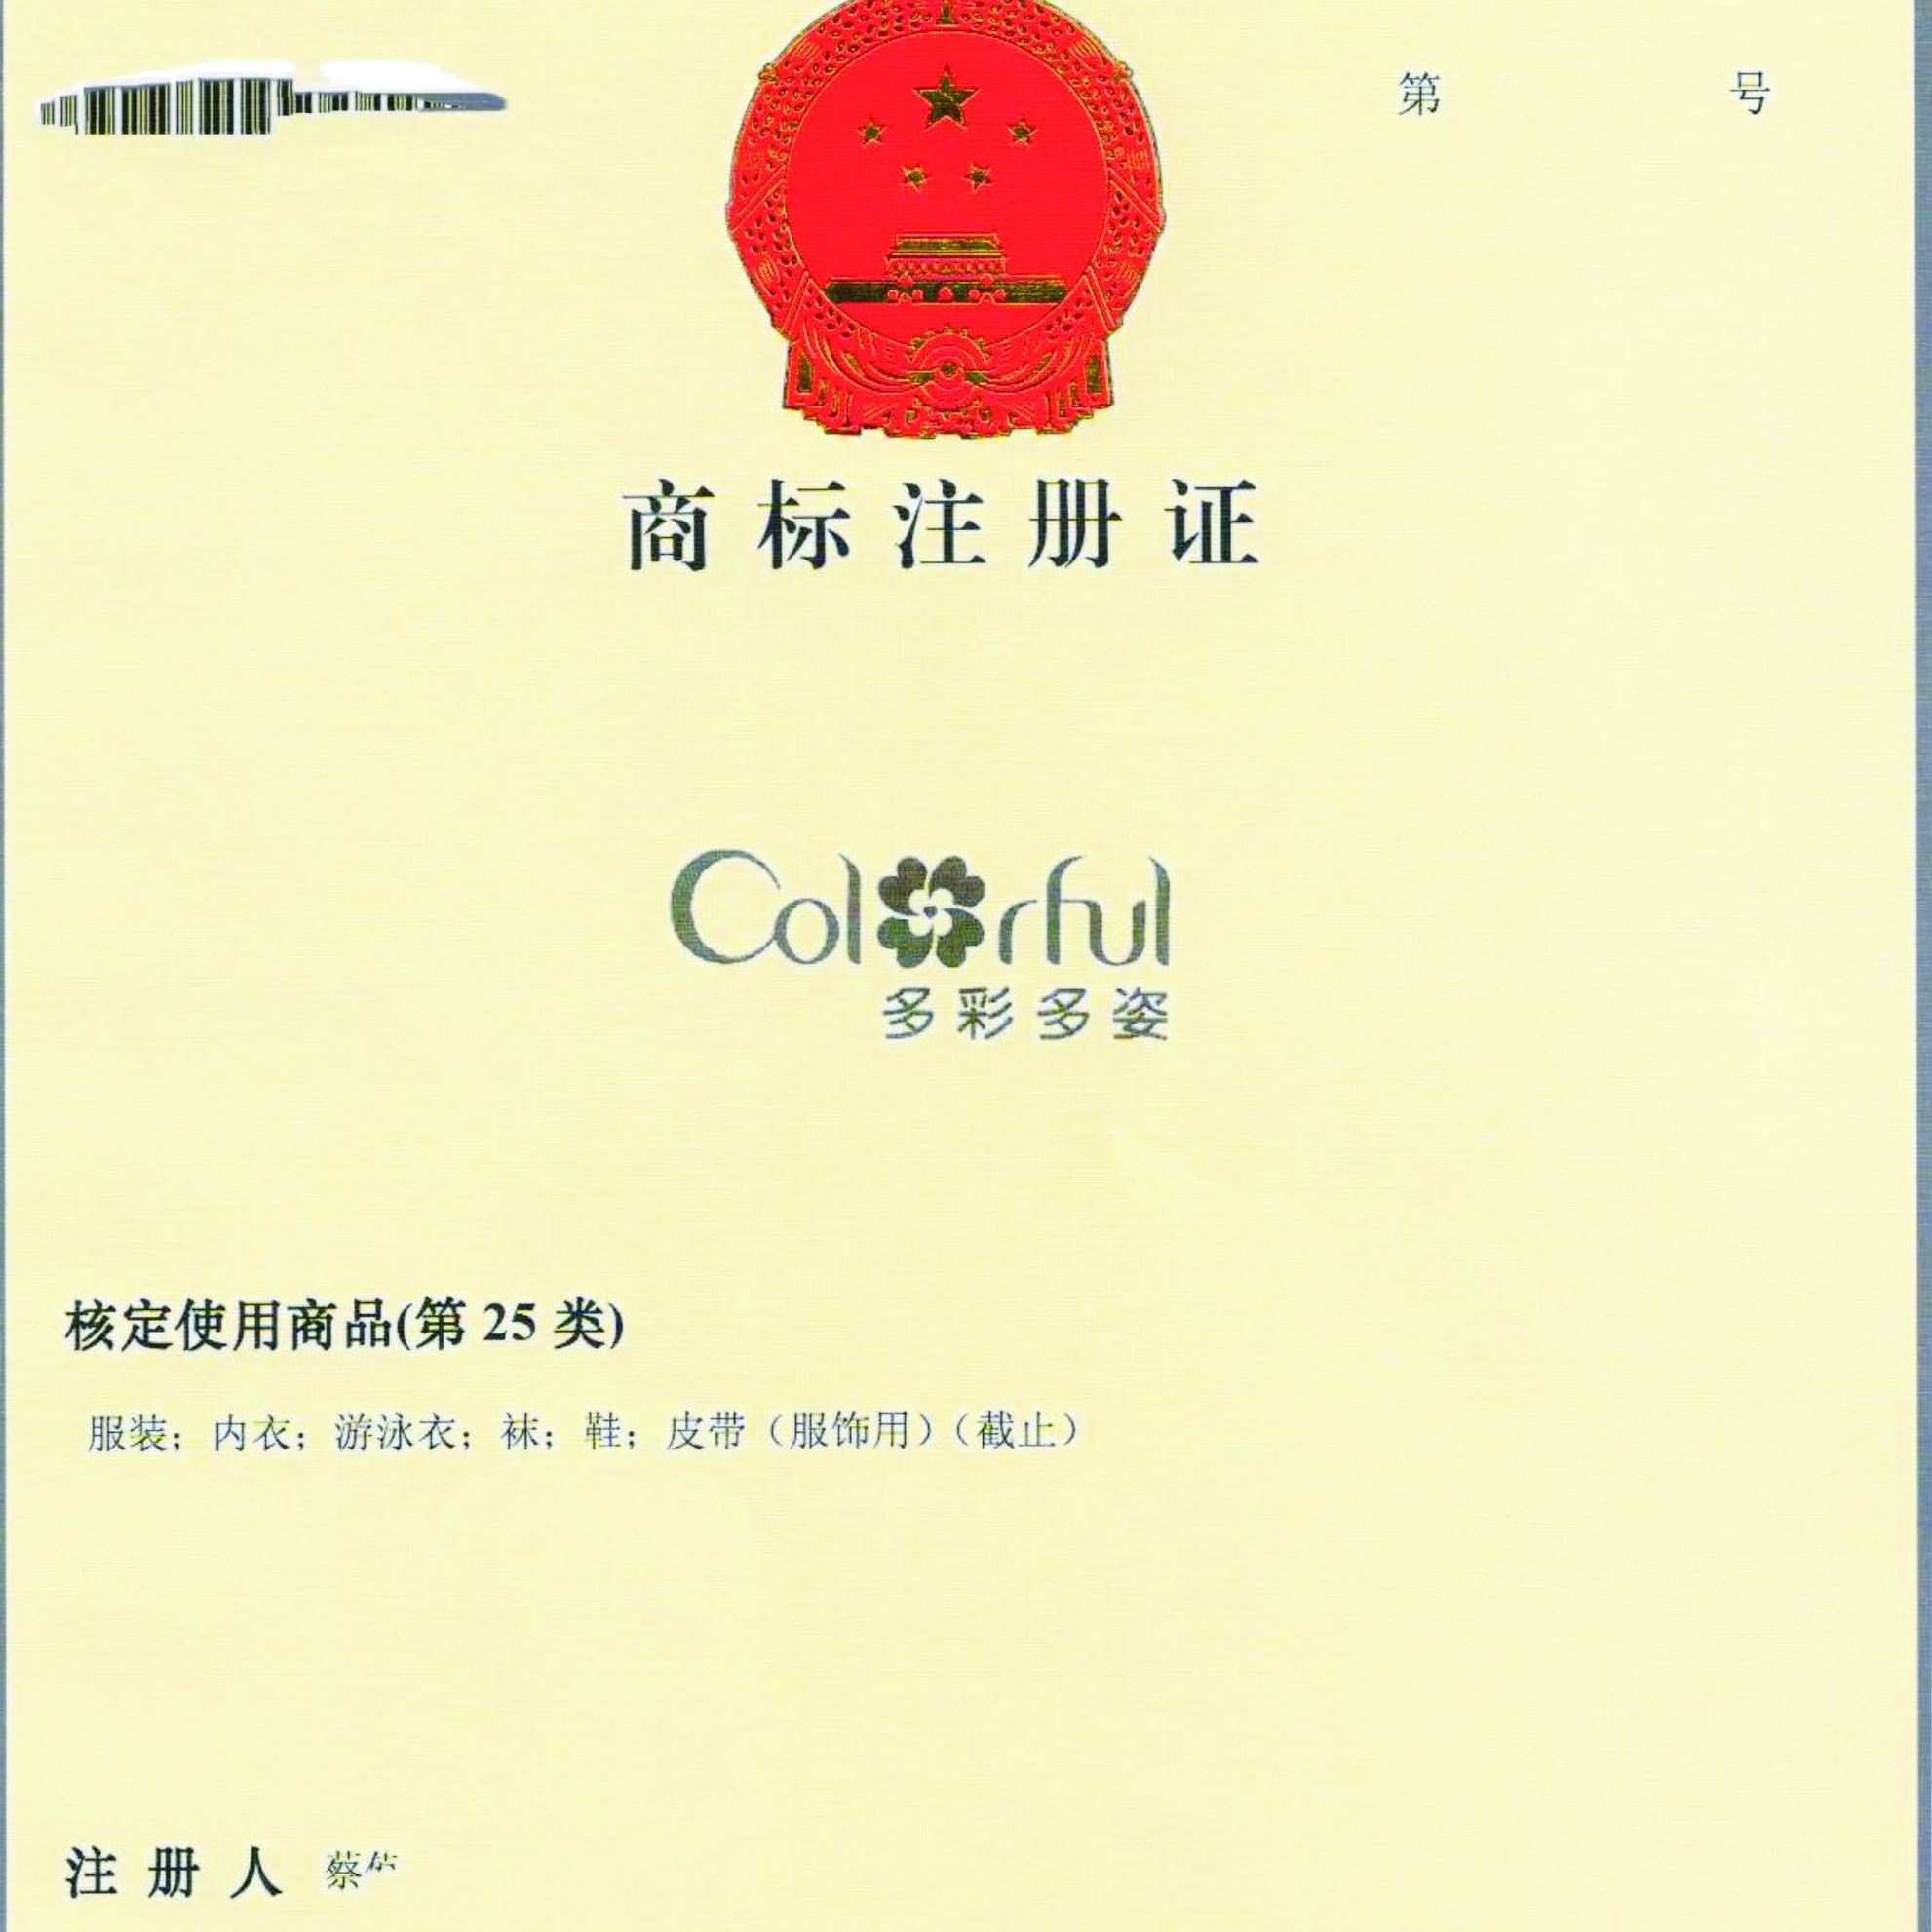 第 号
商标注册证
Colorful
多彩多姿
核定使用商品(第 25 类)
服装；内衣；游泳衣；袜；鞋；皮带（服饰用）（截止）
注 册 人 蔡